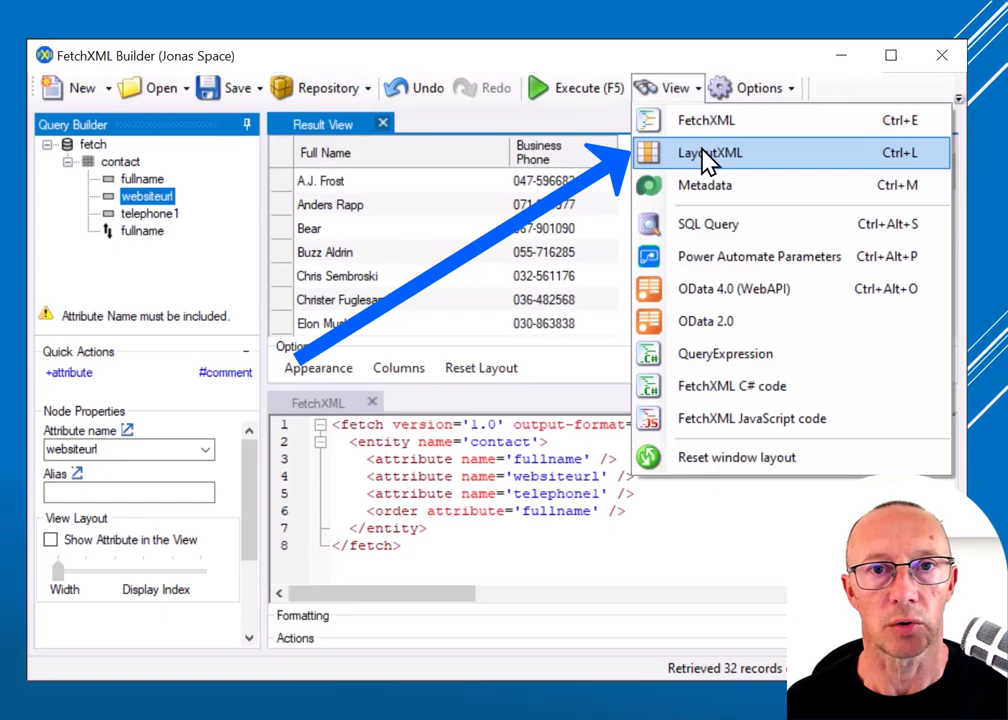 FetchXML Builder (Jonas Space)
New Open Save Repository Undo Redo Execute (F5) View Options
Query Builder
fetch
contact
fullname
websiteurl
telephone1
fullname
Attribute Name must be included.
Quick Actions
+attribute #comment
Node Properties
Attribute name
websiteurl
Alias
View Layout
Show Attribute in the View
Width Display Index
Result View
Full Name Business Phone
A.J. Frost 047-596682
Anders Rapp
Bear 067-901090
Buzz Aldrin 055-716285
Chris Sembroski 032-561176
Christer Fuglesan 036-482568
Elon 030-863838
Appearance Columns Reset Layout
FetchXML
1 <fetch version='1.0' output-format=
2 <entity name='contact'>
3 <attribute name='fullname' />
4 <attribute name='websiteurl' />
5 <attribute name='telephone1' />
6 <order attribute='fullname' />
7 </entity>
8 </fetch>
Formatting
Actions
Retrieved 32 records
FetchXML Ctrl+E
LayoutXML Ctrl+L
Metadata Ctrl+M
SQL Query Ctrl+Alt+S
Power Automate Parameters Ctrl+Alt+P
OData 4.0 (WebAPI) Ctrl+Alt+O
OData 2.0
QueryExpression
FetchXML C# code
FetchXML JavaScript code
Reset window layout